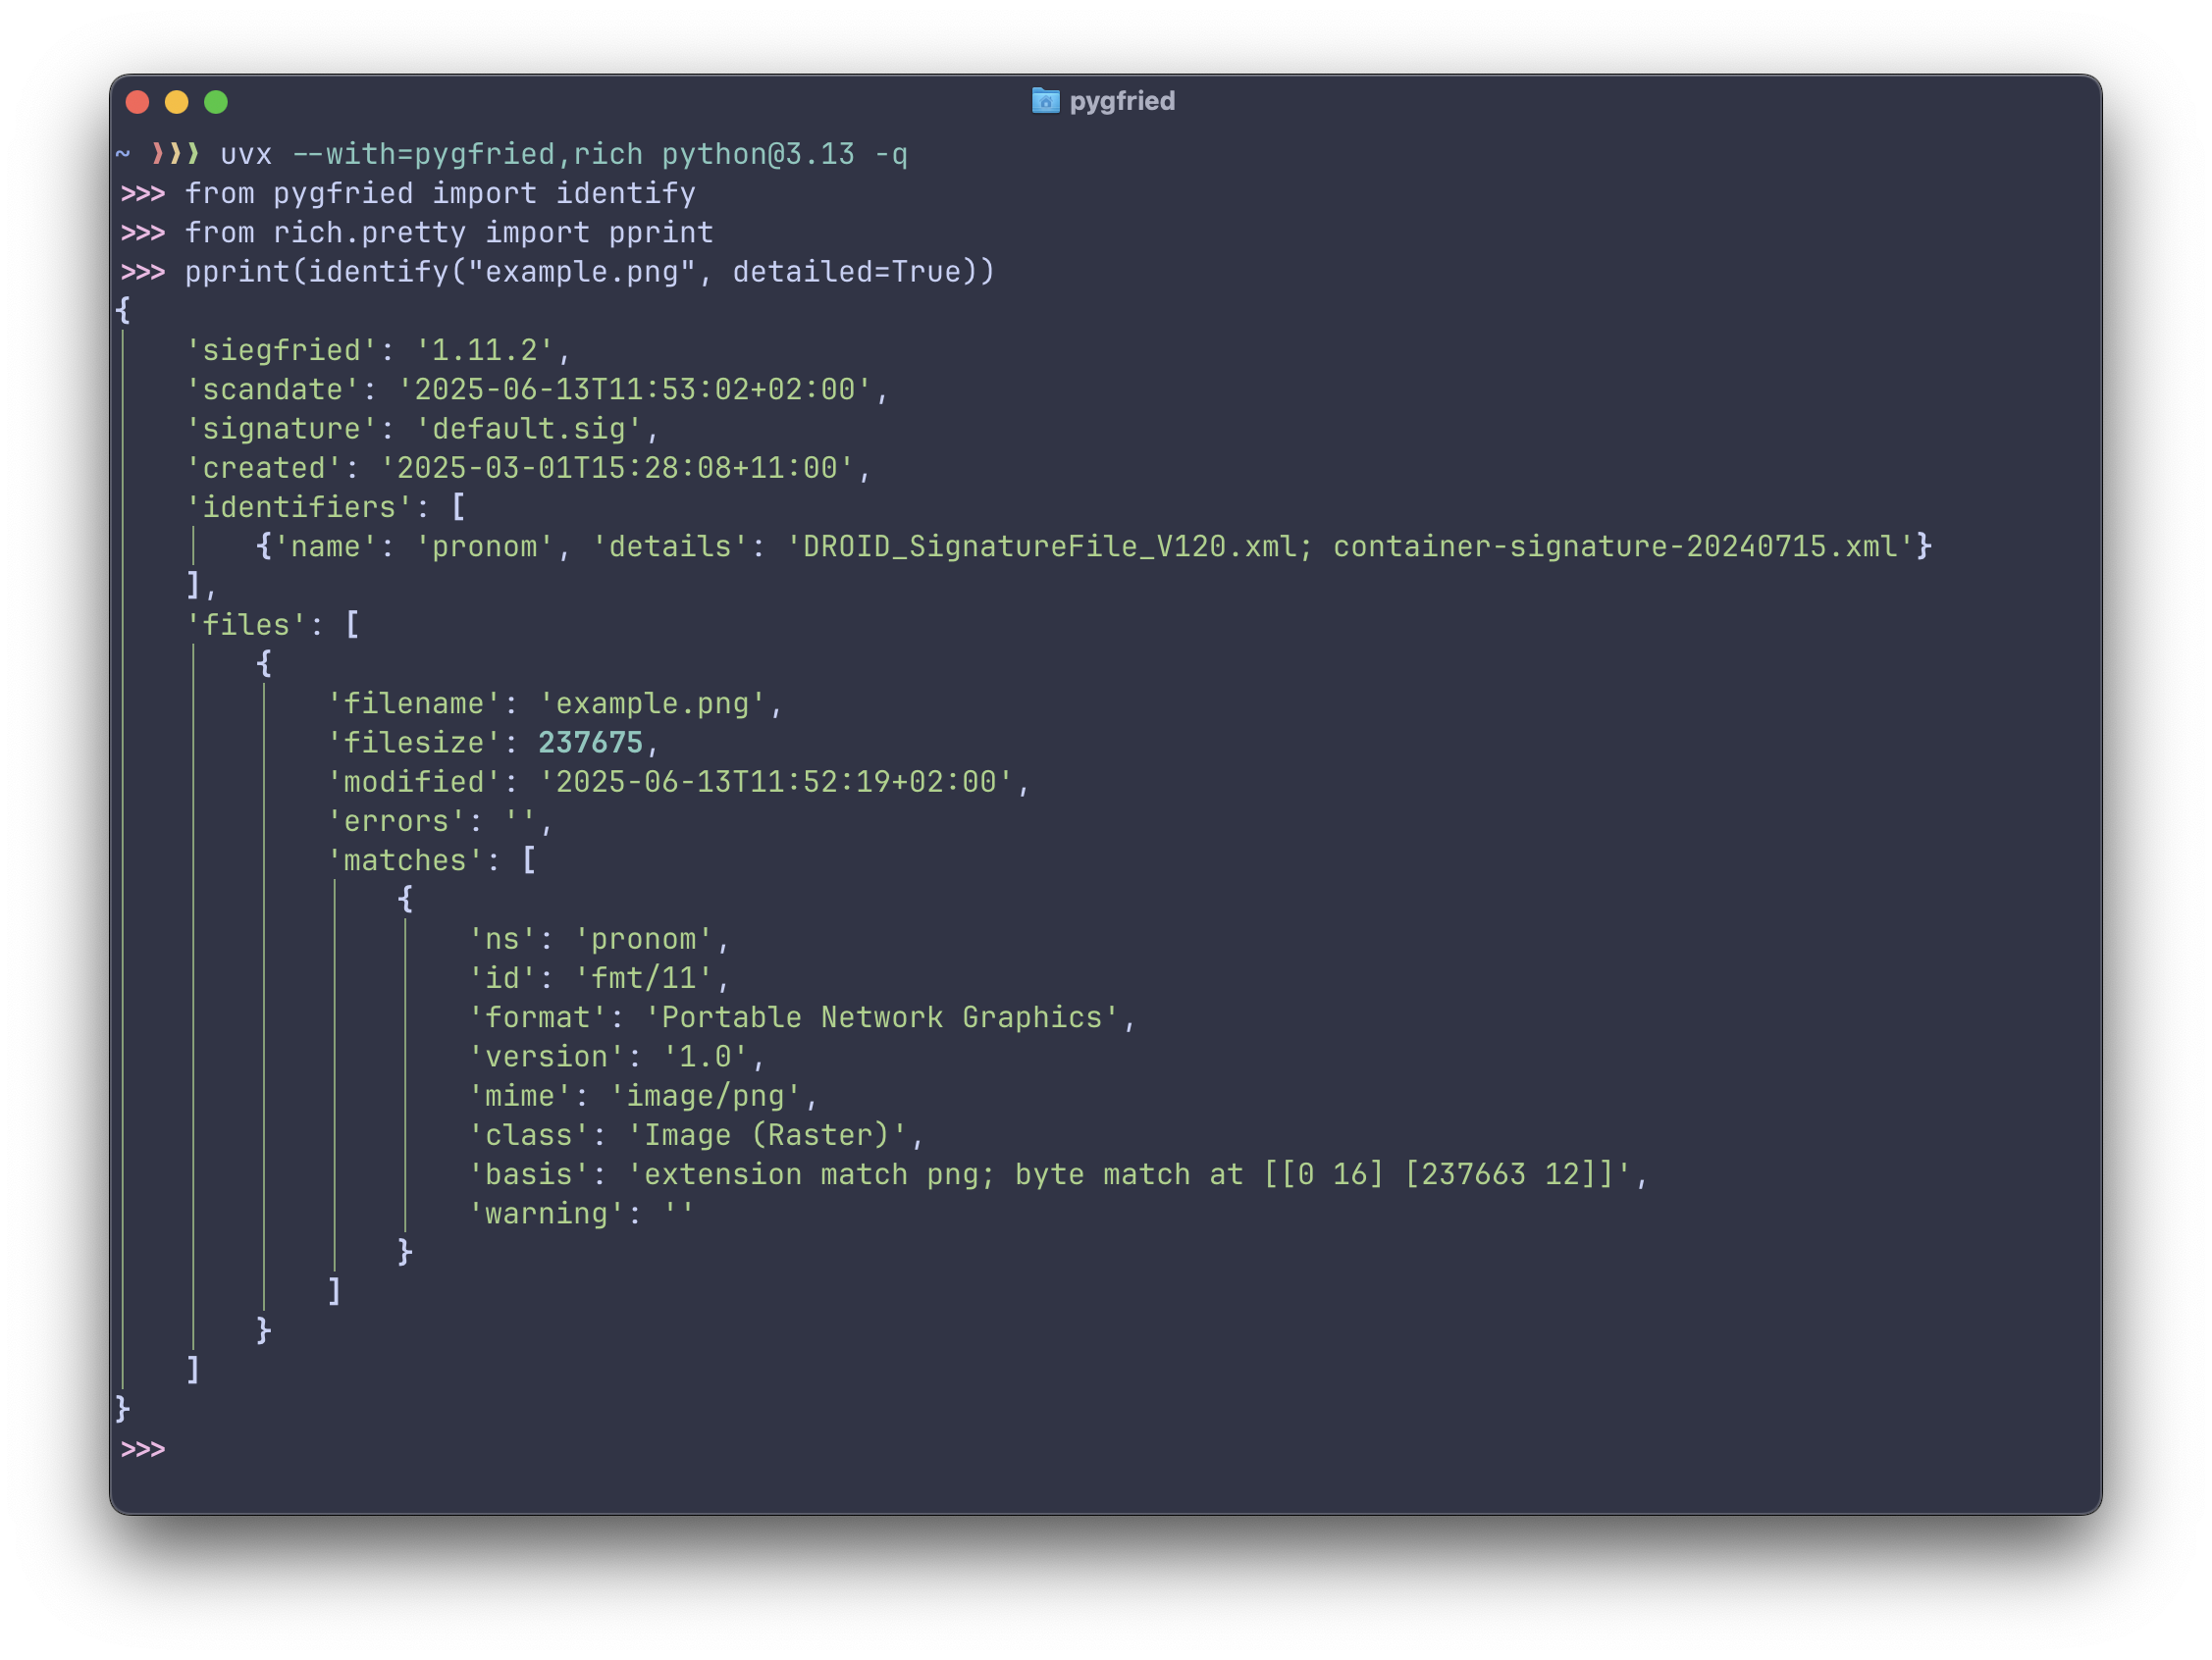 pygfried
~ ❯❯❯ uvx --with=pygfried,rich python@3.13 -q
>>> from pygfried import identify
>>> from rich.pretty import pprint
>>> pprint(identify("example.png", detailed=True))
{
    'siegfried': '1.11.2',
    'scandate': '2025-06-13T11:53:02+02:00',
    'signature': 'default.sig',
    'created': '2025-03-01T15:28:08+11:00',
    'identifiers': [
        {'name': 'pronom', 'details': 'DROID_SignatureFile_V120.xml; container-signature-20240715.xml'}
    ],
    'files': [
        {
            'filename': 'example.png',
            'filesize': 237675,
            'modified': '2025-06-13T11:52:19+02:00',
            'errors': '',
            'matches': [
                {
                    'ns': 'pronom',
                    'id': 'fmt/11',
                    'format': 'Portable Network Graphics',
                    'version': '1.0',
                    'mime': 'image/png',
                    'class': 'Image (Raster)',
                    'basis': 'extension match png; byte match at [[0 16] [237663 12]]',
                    'warning': ''
                }
            ]
        }
    ]
}
>>>